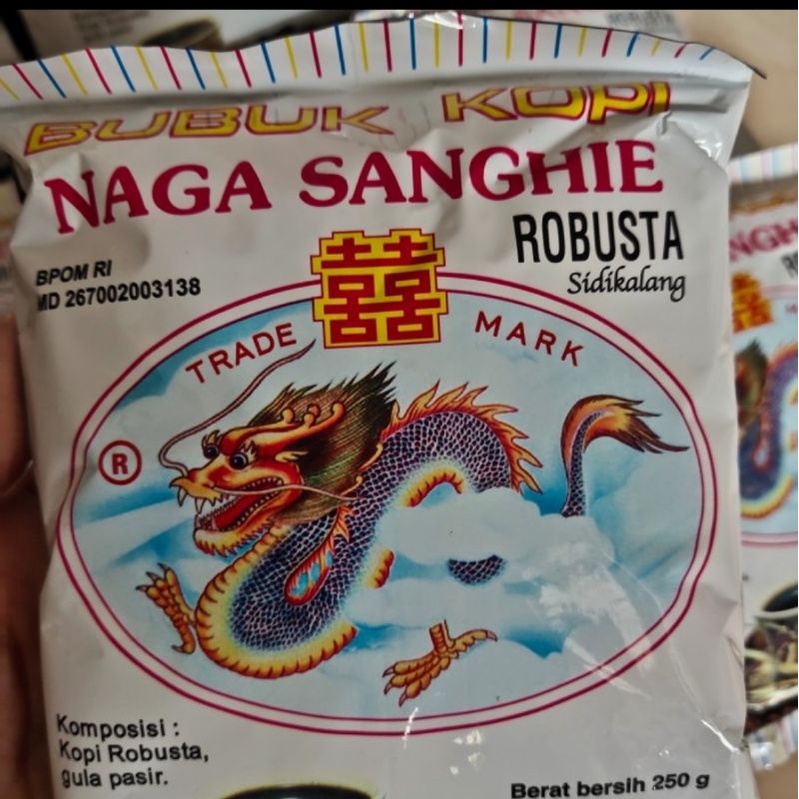 BUBUK KOPI
NAGA SANGHIE
ROBUSTA
Sidikalang
BPOM RI
MD 267002003138
囍
TRADE MARK
®
Komposisi :
Kopi Robusta,
gula pasir.
Berat bersih 250 g